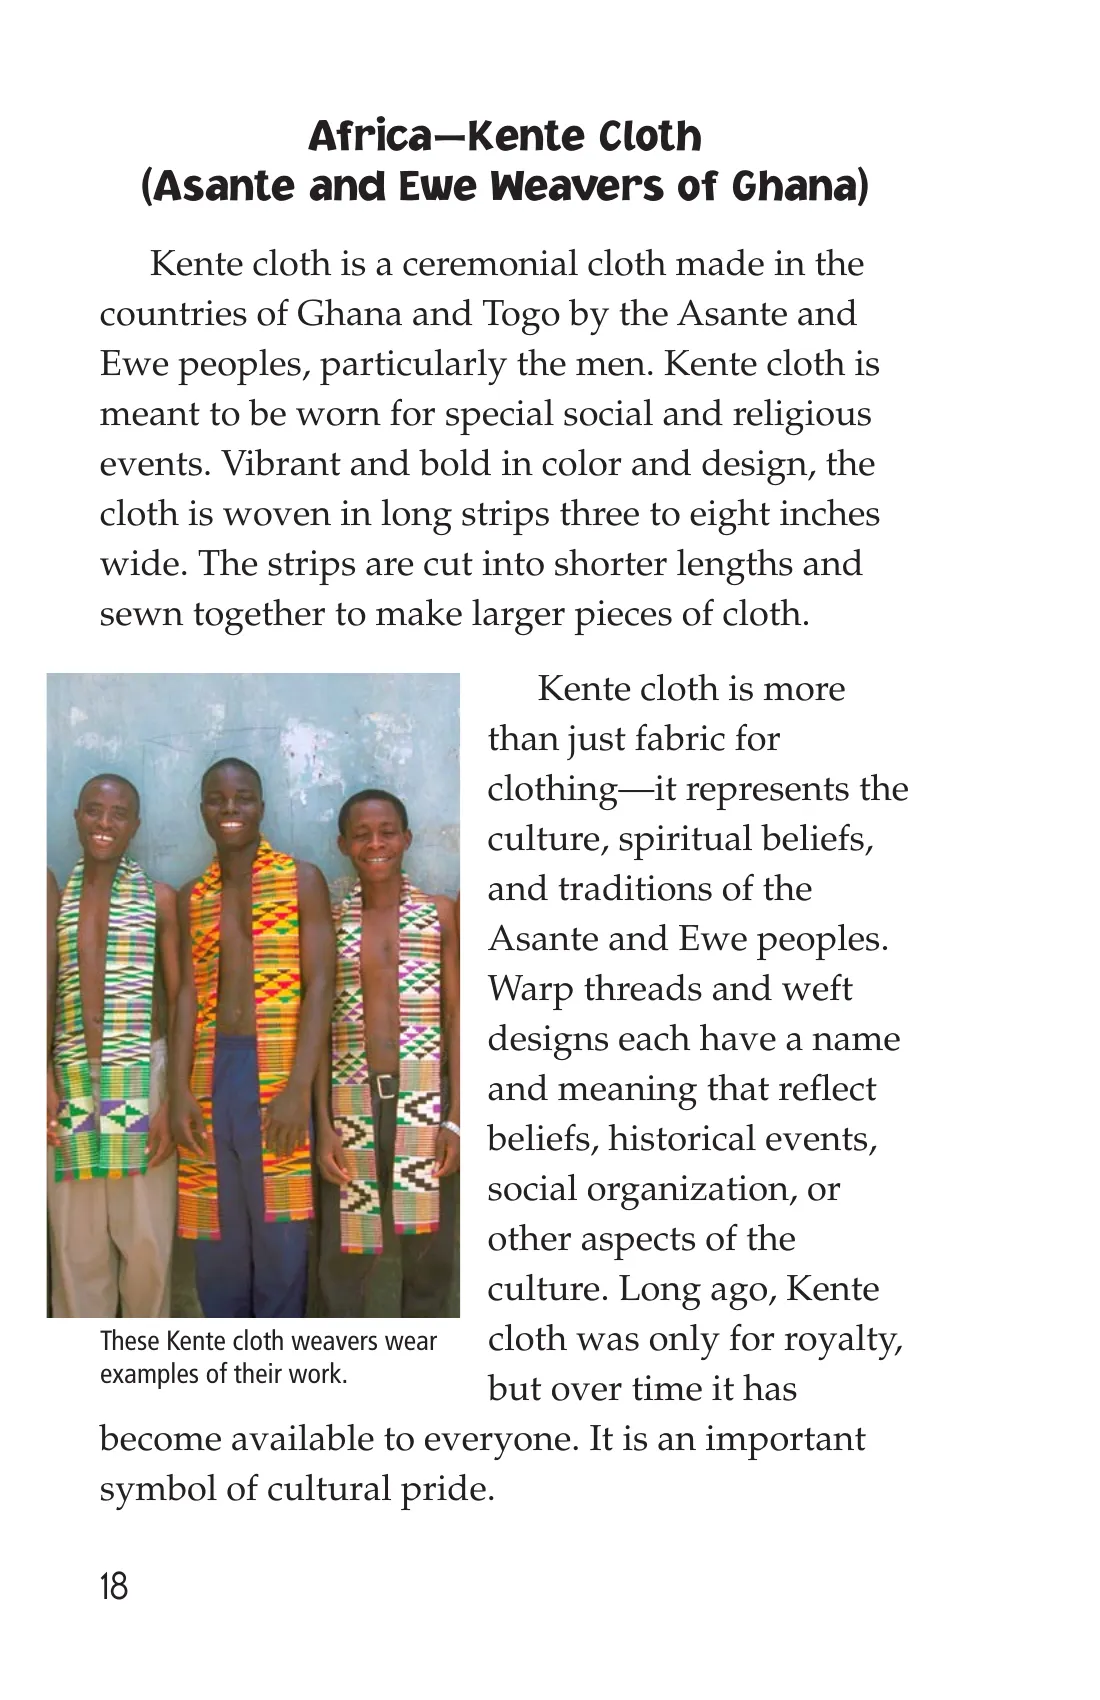 Africa—Kente Cloth
(Asante and Ewe Weavers of Ghana)
Kente cloth is a ceremonial cloth made in the
countries of Ghana and Togo by the Asante and
Ewe peoples, particularly the men. Kente cloth is
meant to be worn for special social and religious
events. Vibrant and bold in color and design, the
cloth is woven in long strips three to eight inches
wide. The strips are cut into shorter lengths and
sewn together to make larger pieces of cloth.
Kente cloth is more
than just fabric for
clothing—it represents the
culture, spiritual beliefs,
and traditions of the
Asante and Ewe peoples.
Warp threads and weft
designs each have a name
and meaning that reflect
beliefs, historical events,
social organization, or
other aspects of the
culture. Long ago, Kente
cloth was only for royalty,
but over time it has
become available to everyone. It is an important
symbol of cultural pride.
These Kente cloth weavers wear
examples of their work.
18